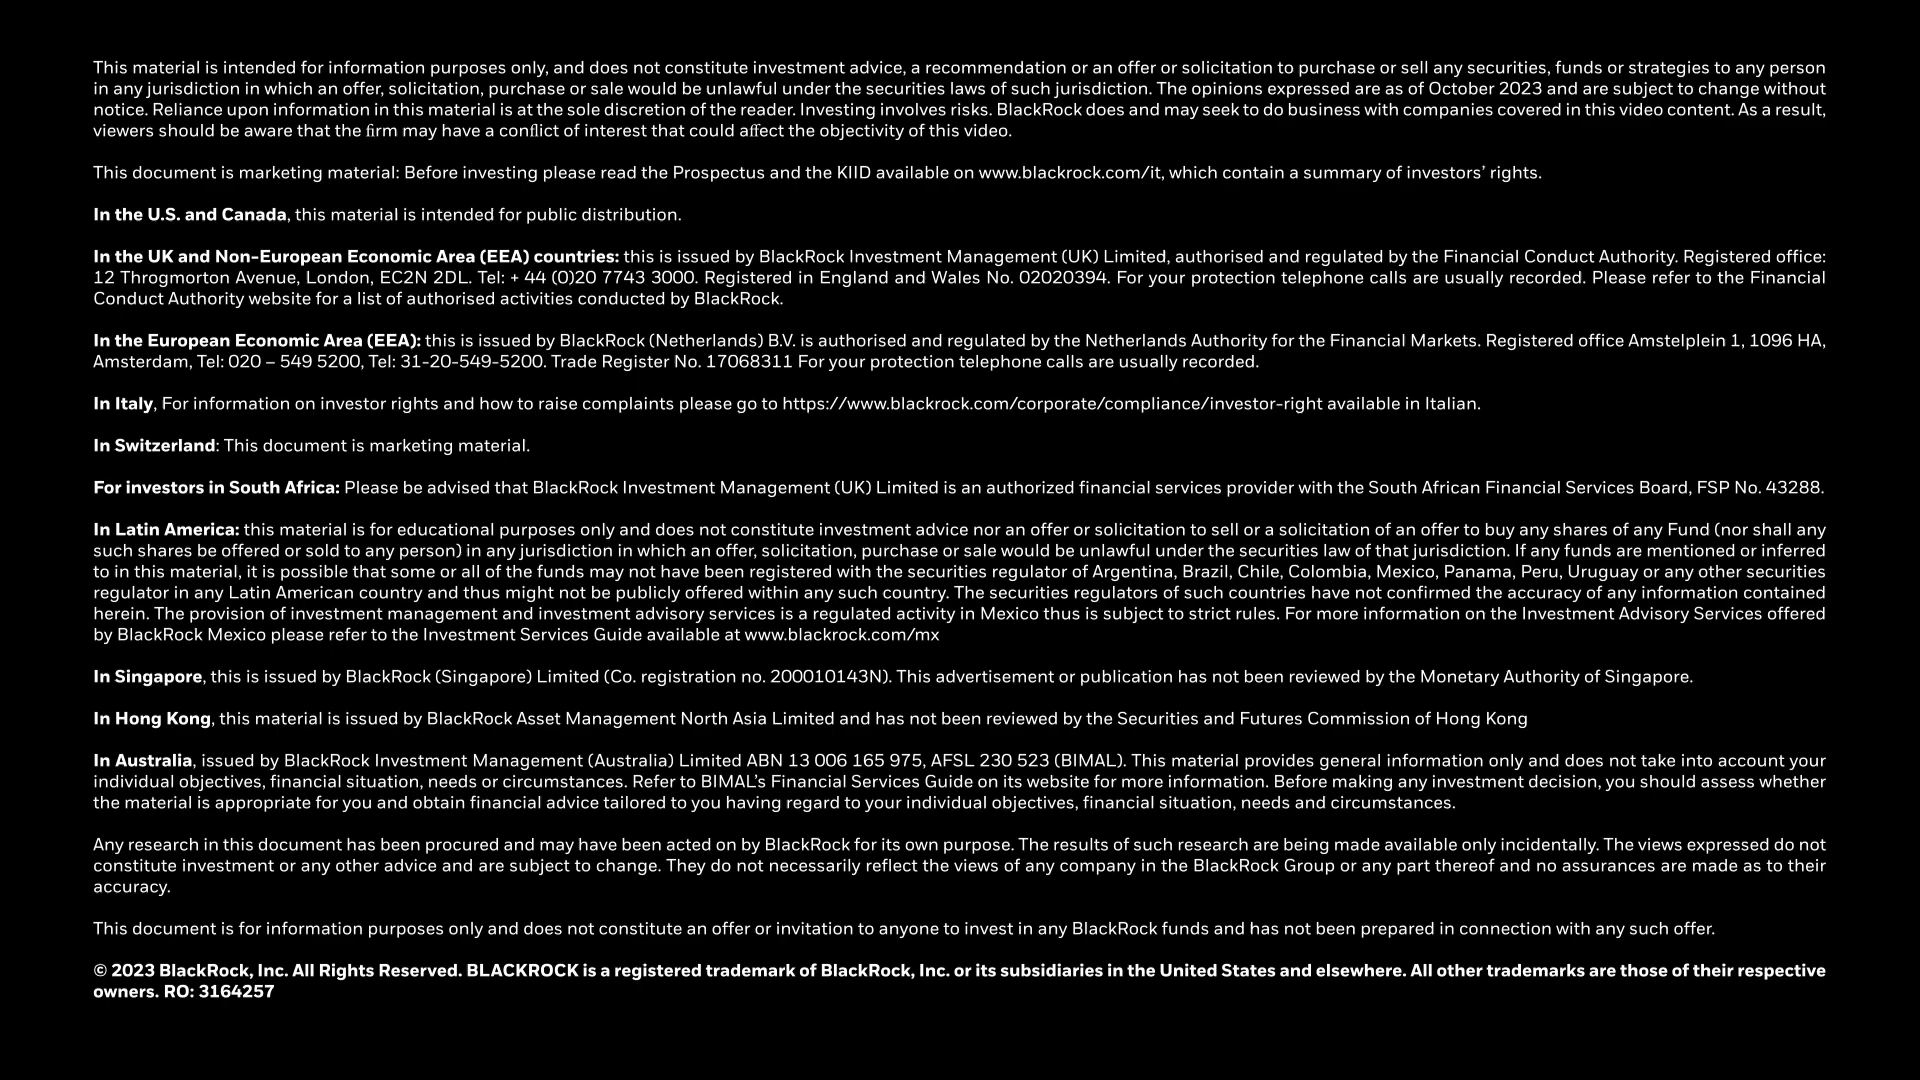 This material is intended for information purposes only, and does not constitute investment advice, a recommendation or an offer or solicitation to purchase or sell any securities, funds or strategies to any person
in any jurisdiction in which an offer, solicitation, purchase or sale would be unlawful under the securities laws of such jurisdiction. The opinions expressed are as of October 2023 and are subject to change without
notice. Reliance upon information in this material is at the sole discretion of the reader. Investing involves risks. BlackRock does and may seek to do business with companies covered in this video content. As a result,
viewers should be aware that the firm may have a conflict of interest that could affect the objectivity of this video.
This document is marketing material: Before investing please read the Prospectus and the KIID available on www.blackrock.com/it, which contain a summary of investors’ rights.
In the U.S. and Canada, this material is intended for public distribution.
In the UK and Non-European Economic Area (EEA) countries: this is issued by BlackRock Investment Management (UK) Limited, authorised and regulated by the Financial Conduct Authority. Registered office:
12 Throgmorton Avenue, London, EC2N 2DL. Tel: + 44 (0)20 7743 3000. Registered in England and Wales No. 02020394. For your protection telephone calls are usually recorded. Please refer to the Financial
Conduct Authority website for a list of authorised activities conducted by BlackRock.
In the European Economic Area (EEA): this is issued by BlackRock (Netherlands) B.V. is authorised and regulated by the Netherlands Authority for the Financial Markets. Registered office Amstelplein 1, 1096 HA,
Amsterdam, Tel: 020 – 549 5200, Tel: 31-20-549-5200. Trade Register No. 17068311 For your protection telephone calls are usually recorded.
In Italy, For information on investor rights and how to raise complaints please go to https://www.blackrock.com/corporate/compliance/investor-right available in Italian.
In Switzerland: This document is marketing material.
For investors in South Africa: Please be advised that BlackRock Investment Management (UK) Limited is an authorized financial services provider with the South African Financial Services Board, FSP No. 43288.
In Latin America: this material is for educational purposes only and does not constitute investment advice nor an offer or solicitation to sell or a solicitation of an offer to buy any shares of any Fund (nor shall any
such shares be offered or sold to any person) in any jurisdiction in which an offer, solicitation, purchase or sale would be unlawful under the securities law of that jurisdiction. If any funds are mentioned or inferred
to in this material, it is possible that some or all of the funds may not have been registered with the securities regulator of Argentina, Brazil, Chile, Colombia, Mexico, Panama, Peru, Uruguay or any other securities
regulator in any Latin American country and thus might not be publicly offered within any such country. The securities regulators of such countries have not confirmed the accuracy of any information contained
herein. The provision of investment management and investment advisory services is a regulated activity in Mexico thus is subject to strict rules. For more information on the Investment Advisory Services offered
by BlackRock Mexico please refer to the Investment Services Guide available at www.blackrock.com/mx
In Singapore, this is issued by BlackRock (Singapore) Limited (Co. registration no. 200010143N). This advertisement or publication has not been reviewed by the Monetary Authority of Singapore.
In Hong Kong, this material is issued by BlackRock Asset Management North Asia Limited and has not been reviewed by the Securities and Futures Commission of Hong Kong
In Australia, issued by BlackRock Investment Management (Australia) Limited ABN 13 006 165 975, AFSL 230 523 (BIMAL). This material provides general information only and does not take into account your
individual objectives, financial situation, needs or circumstances. Refer to BIMAL’s Financial Services Guide on its website for more information. Before making any investment decision, you should assess whether
the material is appropriate for you and obtain financial advice tailored to you having regard to your individual objectives, financial situation, needs and circumstances.
Any research in this document has been procured and may have been acted on by BlackRock for its own purpose. The results of such research are being made available only incidentally. The views expressed do not
constitute investment or any other advice and are subject to change. They do not necessarily reflect the views of any company in the BlackRock Group or any part thereof and no assurances are made as to their
accuracy.
This document is for information purposes only and does not constitute an offer or invitation to anyone to invest in any BlackRock funds and has not been prepared in connection with any such offer.
© 2023 BlackRock, Inc. All Rights Reserved. BLACKROCK is a registered trademark of BlackRock, Inc. or its subsidiaries in the United States and elsewhere. All other trademarks are those of their respective
owners. RO: 3164257